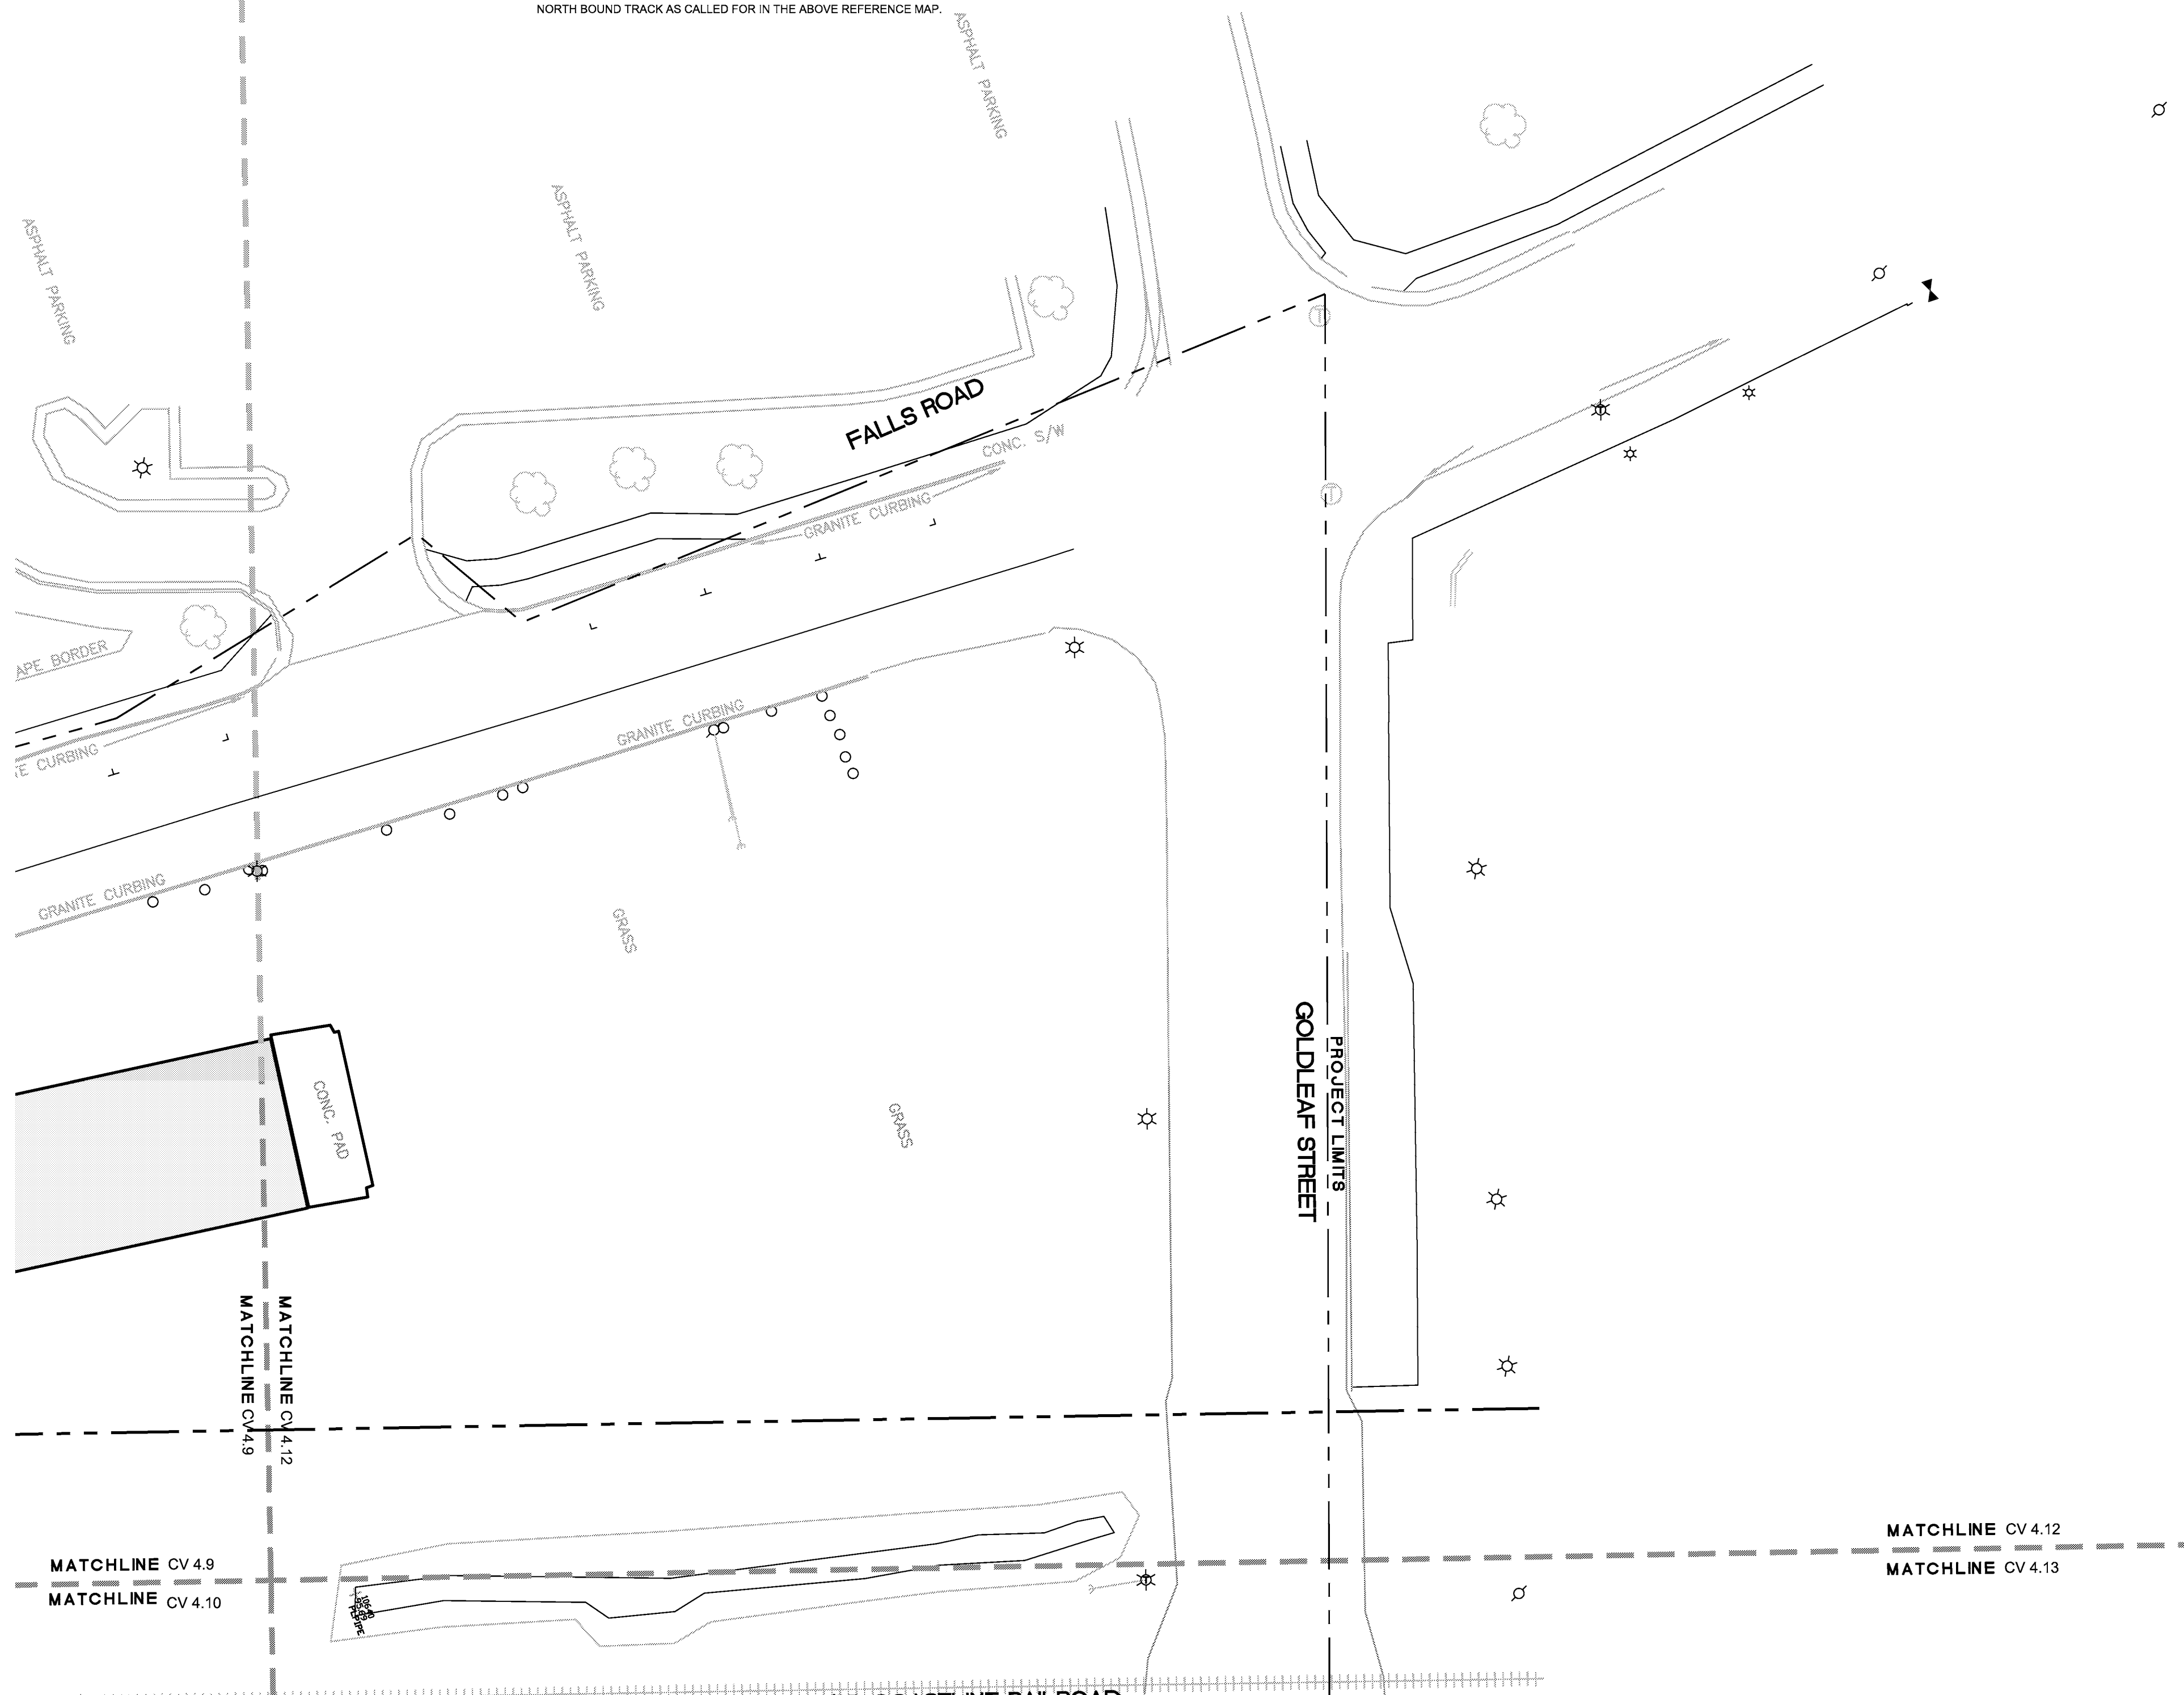 NORTH BOUND TRACK AS CALLED FOR IN THE ABOVE REFERENCE MAP.
ASPHALT PARKING
ASPHALT PARKING
ASPHALT PARKING
FALLS ROAD
CONC. S/W
GRANITE CURBING
T
T
APE BORDER
TE CURBING
GRANITE CURBING
GRANITE CURBING
GRASS
GRASS
CONC. PAD
GOLDLEAF STREET
PROJECT LIMITS
MATCHLINE CV 4.9
MATCHLINE CV 4.12
MATCHLINE CV 4.9
MATCHLINE CV 4.10
MATCHLINE CV 4.12
MATCHLINE CV 4.13
PIPE
RAILROAD